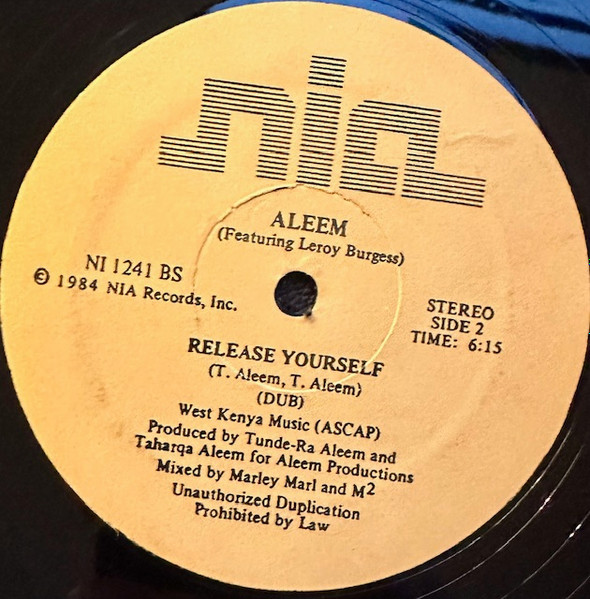 nia
ALEEM
(Featuring Leroy Burgess)
NI 1241 BS
℗ 1984 NIA Records, Inc.
STEREO
SIDE 2
TIME: 6:15
RELEASE YOURSELF
(T. Aleem, T. Aleem)
(DUB)
West Kenya Music (ASCAP)
Produced by Tunde-Ra Aleem and
Taharqa Aleem for Aleem Productions
Mixed by Marley Marl and M²
Unauthorized Duplication
Prohibited by Law